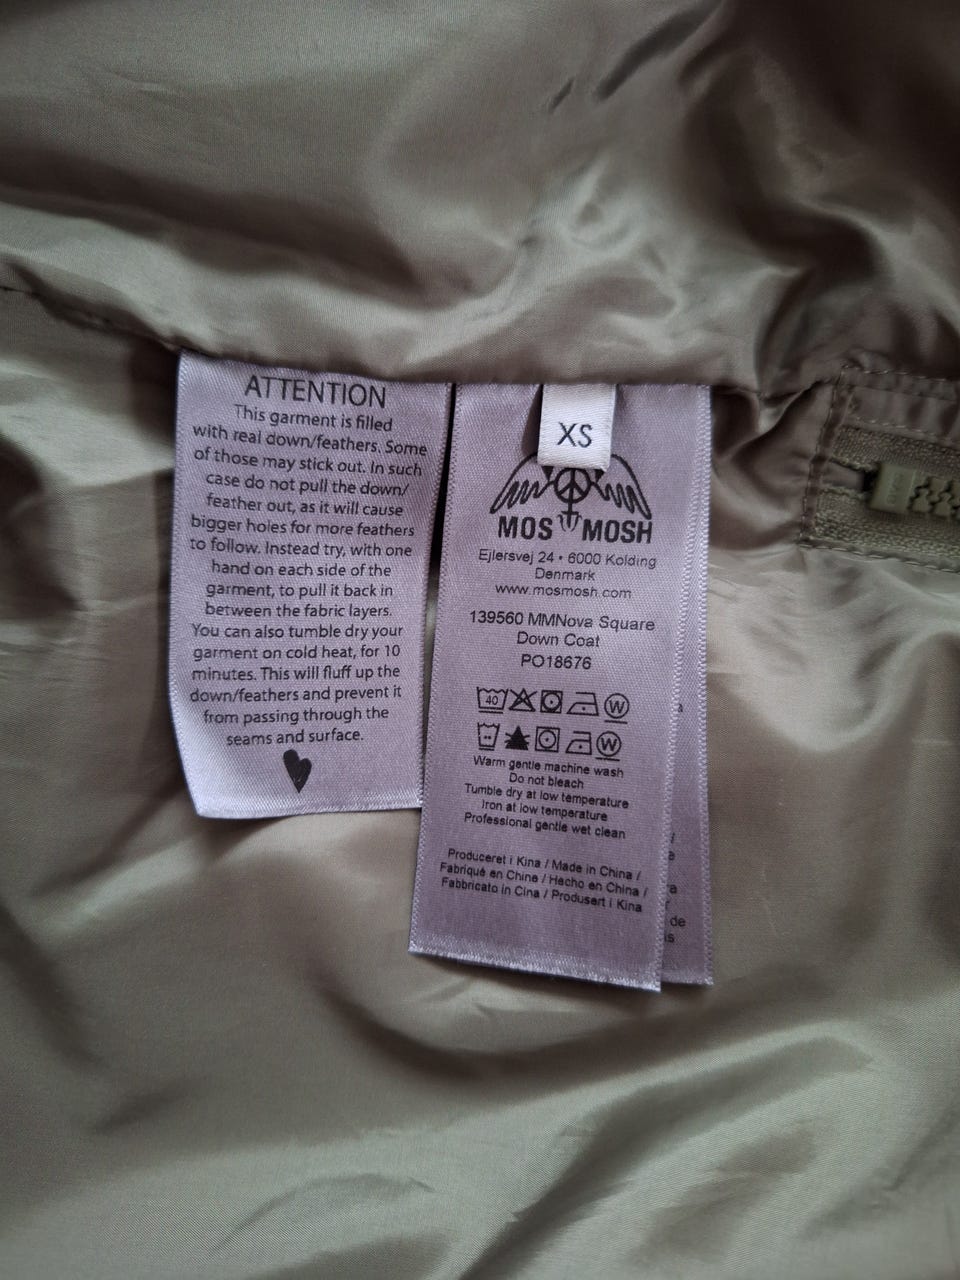 ATTENTION
This garment is filled
with real down/feathers. Some
of those may stick out. In such
case do not pull the down/
feather out, as it will cause
bigger holes for more feathers
to follow. Instead try, with one
hand on each side of the
garment, to pull it back in
between the fabric layers.
You can also tumble dry your
garment on cold heat, for 10
minutes. This will fluff up the
down/feathers and prevent it
from passing through the
seams and surface.
XS
MOS MOSH
Ejlersvej 24 • 6000 Kolding
Denmark
www.mosmosh.com
139560 MMNova Square
Down Coat
PO18676
40 W
W
Warm gentle machine wash
Do not bleach
Tumble dry at low temperature
Iron at low temperature
Professional gentle wet clean
Produceret i Kina / Made in China /
Fabriqué en Chine / Hecho en China /
Fabbricato in Cina / Produsert i Kina
de